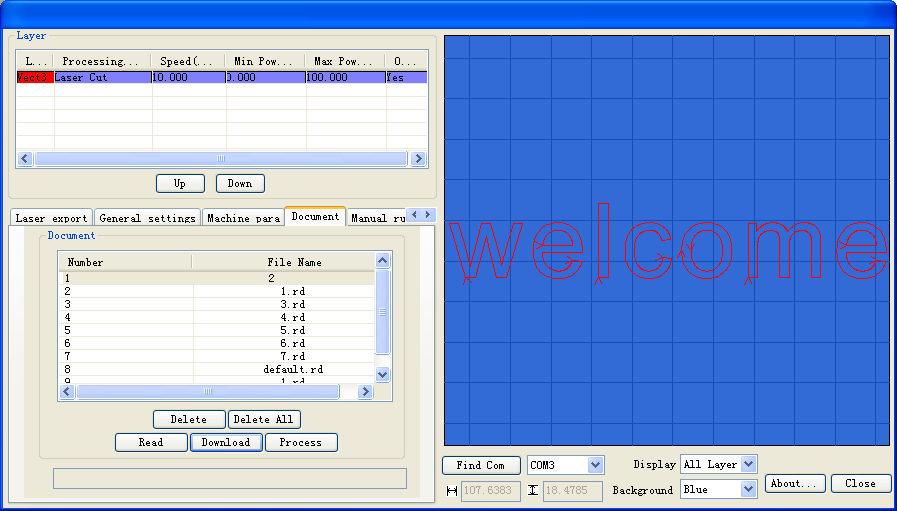 Layer
L... Processing... Speed(... Min Pow... Max Pow... O...
Vect3 Laser Cut 10.000 0.000 100.000 Yes
Up Down
Laser export General settings Machine para Document Manual ru
Document
Number File Name
1 2
2 1.rd
3 3.rd
4 4.rd
5 5.rd
6 6.rd
7 7.rd
8 default.rd
9 1.rd
Delete Delete All
Read Download Process
welcome
Find Com COM3 Display All Layer
107.6383 18.4785 Background Blue About... Close